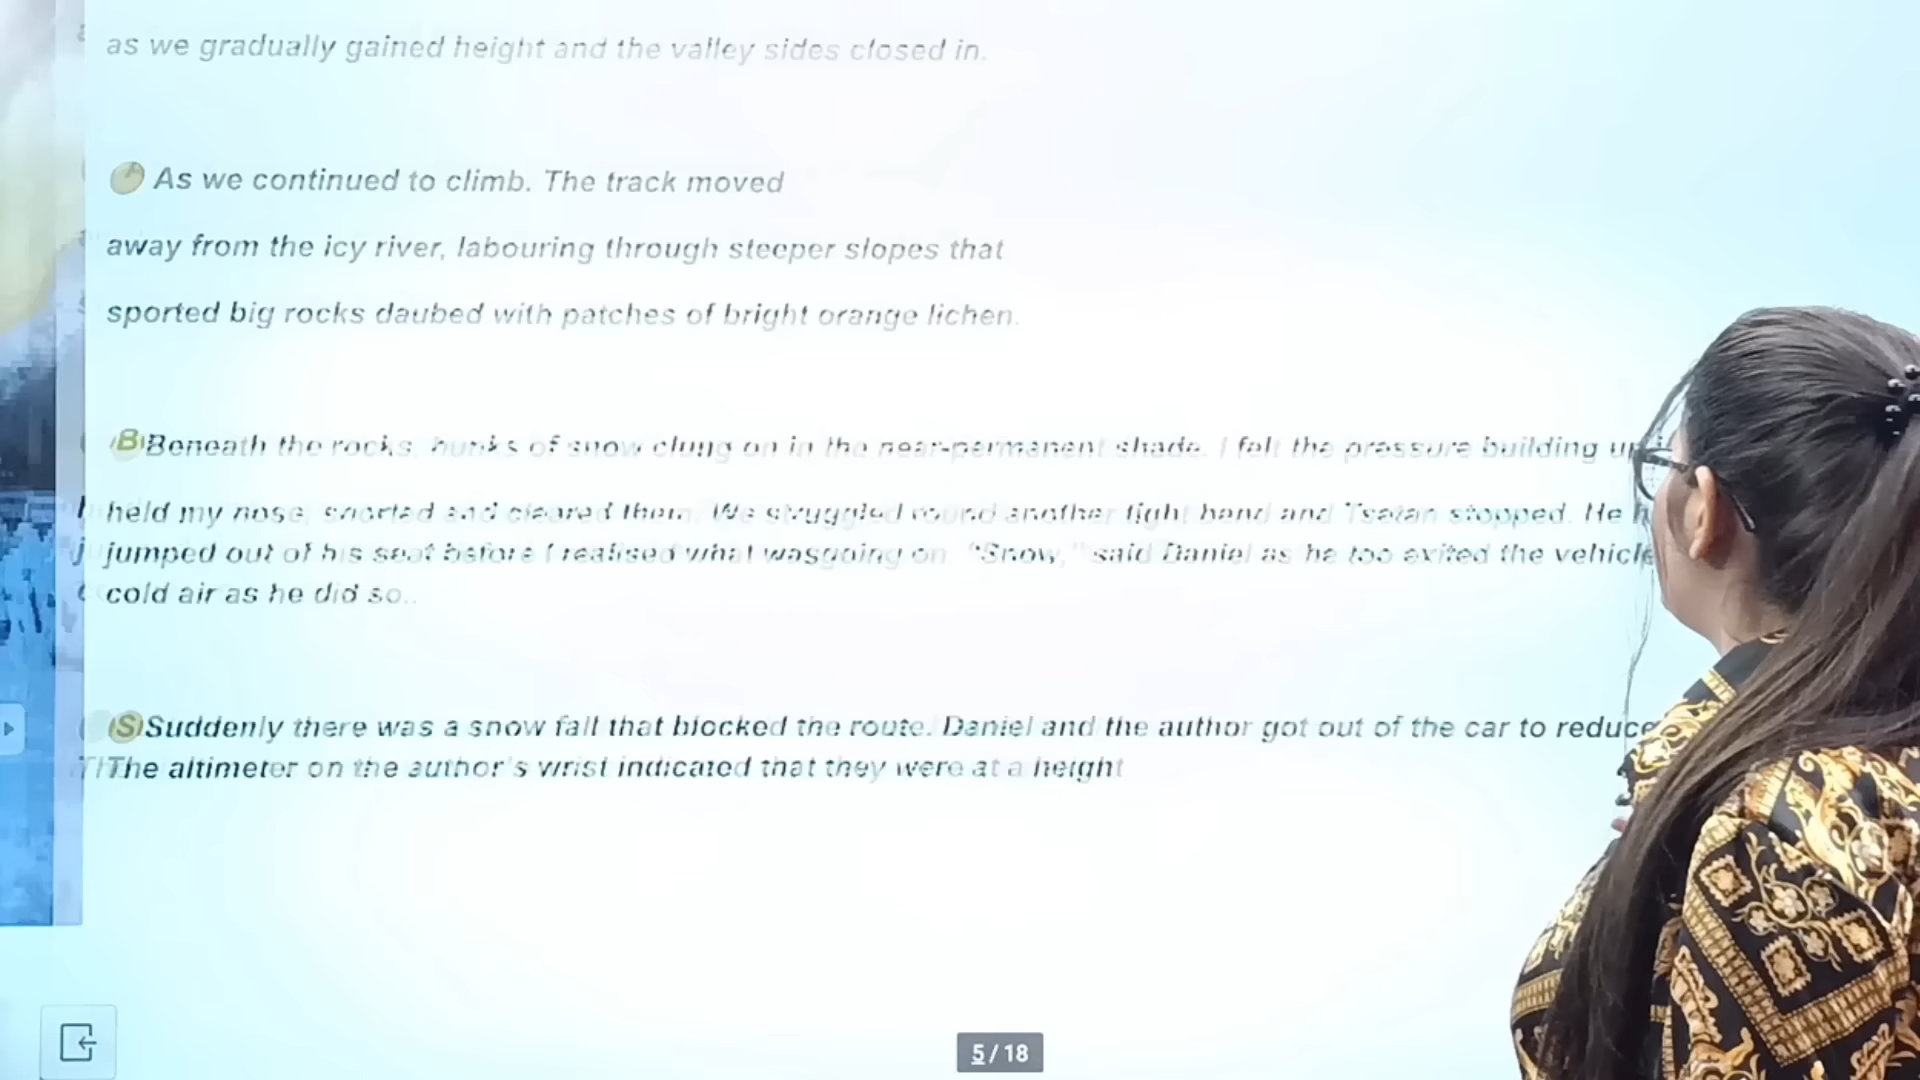 as we gradually gained height and the valley sides closed in.
As we continued to climb. The track moved
away from the icy river, labouring through steeper slopes that
sported big rocks daubed with patches of bright orange lichen.
(B)Beneath the rocks, hunks of snow clung on in the near-permanent shade. I felt the pressure building up
held my nose, snorted and cleared them. We struggled round another tight bend and Tsetan stopped. He h
jumped out of his seat before I realised what wasgoing on. "Snow," said Daniel as he too exited the vehicle
cold air as he did so..
(S)Suddenly there was a snow fall that blocked the route. Daniel and the author got out of the car to reduce
The altimeter on the author's wrist indicated that they were at a height
5 / 18